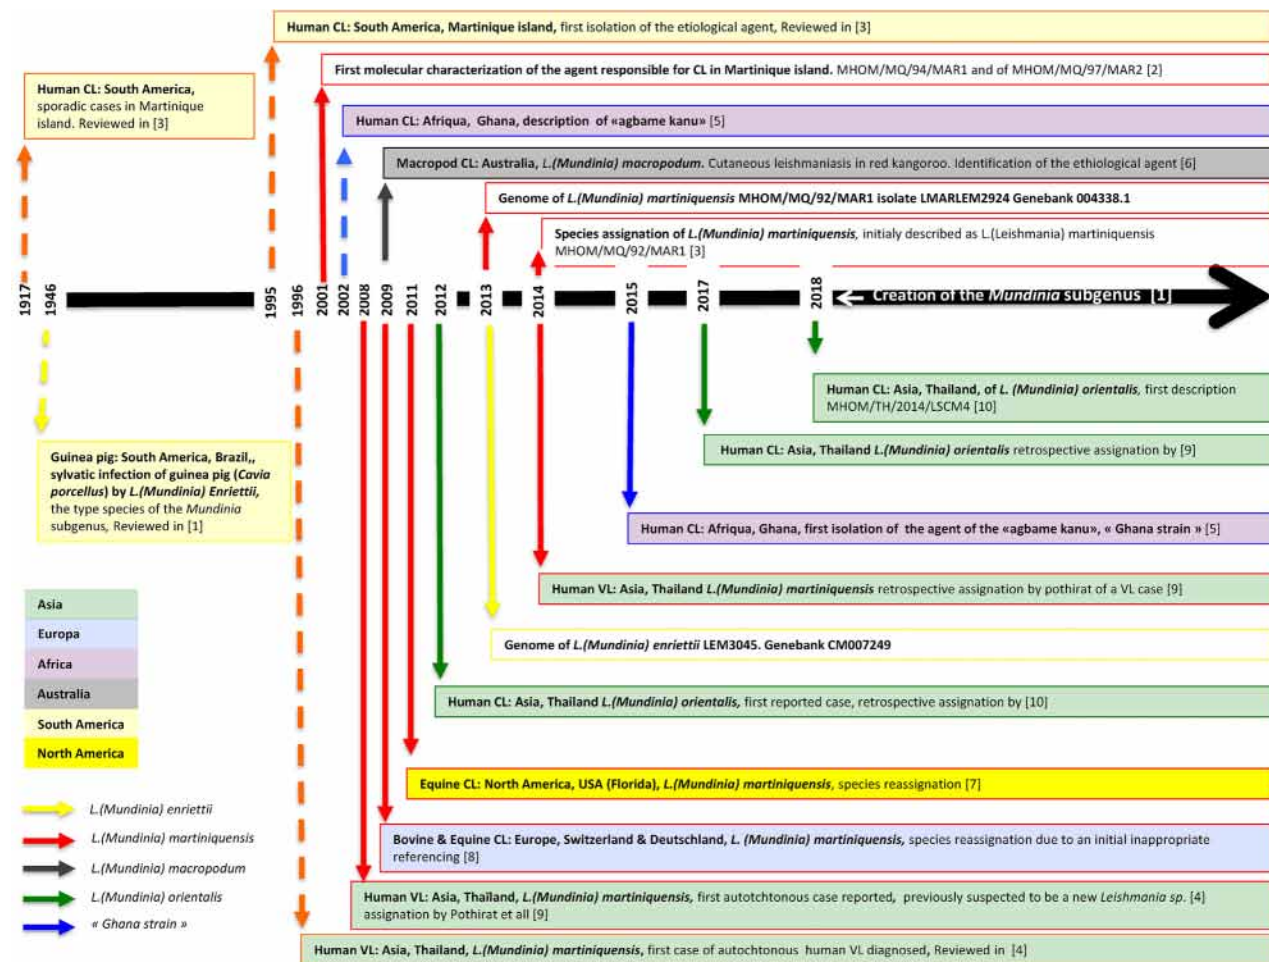 Human CL: South America, Martinique island, first isolation of the etiological agent, Reviewed in [3]
First molecular characterization of the agent responsible for CL in Martinique island. MHOM/MQ/94/MAR1 and of MHOM/MQ/97/MAR2 [2]
Human CL: South America,
sporadic cases in Martinique
island. Reviewed in [3]
Human CL: Afriqua, Ghana, description of «agbame kanu» [5]
Macropod CL: Australia, L.(Mundinia) macropodum. Cutaneous leishmaniasis in red kangaroo. Identification of the ethiological agent [6]
Genome of L.(Mundinia) martiniquensis MHOM/MQ/92/MAR1 isolate LMARLEM2924 Genebank 004338.1
Species assignation of L.(Mundinia) martiniquensis, initialy described as L.(Leishmania) martiniquensis
MHOM/MQ/92/MAR1 [3]
1917
1946
1995
1996
2001
2002
2008
2009
2011
2012
2013
2014
2015
2017
2018
Creation of the Mundinia subgenus [1]
Human CL: Asia, Thailand, of L. (Mundinia) orientalis, first description
MHOM/TH/2014/LSCM4 [10]
Human CL: Asia, Thailand L.(Mundinia) orientalis retrospective assignation by [9]
Guinea pig: South America, Brazil,,
sylvatic infection of guinea pig (Cavia
porcellus) by L.(Mundinia) Enriettii,
the type species of the Mundinia
subgenus, Reviewed in [1]
Human CL: Afriqua, Ghana, first isolation of the agent of the «agbame kanu», « Ghana strain » [5]
Human VL: Asia, Thailand L.(Mundinia) martiniquensis retrospective assignation by pothirat of a VL case [9]
Genome of L.(Mundinia) enriettii LEM3045. Genebank CM007249
Human CL: Asia, Thailand L.(Mundinia) orientalis, first reported case, retrospective assignation by [10]
Equine CL: North America, USA (Florida), L.(Mundinia) martiniquensis, species reassignation [7]
Bovine & Equine CL: Europe, Switzerland & Deutschland, L. (Mundinia) martiniquensis, species reassignation due to an initial inappropriate
referencing [8]
Human VL: Asia, Thaïland, L.(Mundinia) martiniquensis, first autotchtonous case reported, previously suspected to be a new Leishmania sp. [4]
assignation by Pothirat et all [9]
Human VL: Asia, Thailand, L.(Mundinia) martiniquensis, first case of autochtonous human VL diagnosed, Reviewed in [4]
Asia
Europa
Africa
Australia
South America
North America
L.(Mundinia) enriettii
L.(Mundinia) martiniquensis
L.(Mundinia) macropodum
L.(Mundinia) orientalis
« Ghana strain »